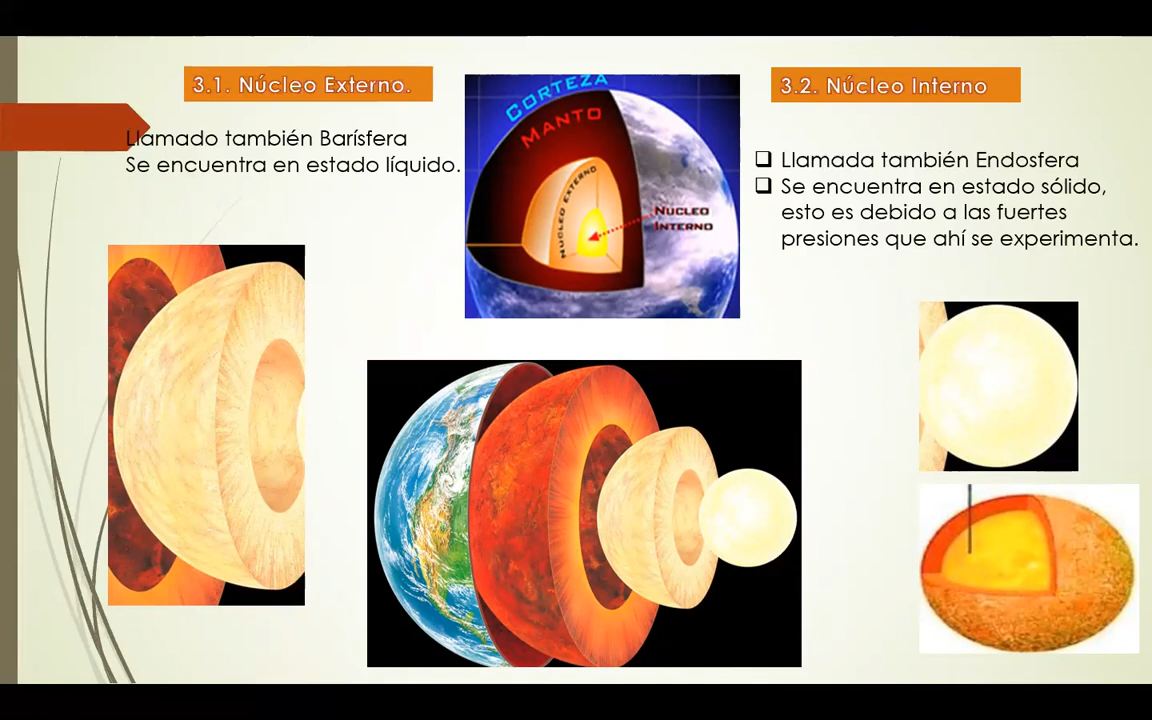 3.1. Núcleo Externo.
Llamado también Barísfera
Se encuentra en estado líquido.
CORTEZA
MANTO
NUCLEO EXTERNO
NUCLEO
INTERNO
3.2. Núcleo Interno
Llamada también Endosfera
Se encuentra en estado sólido,
esto es debido a las fuertes
presiones que ahí se experimenta.